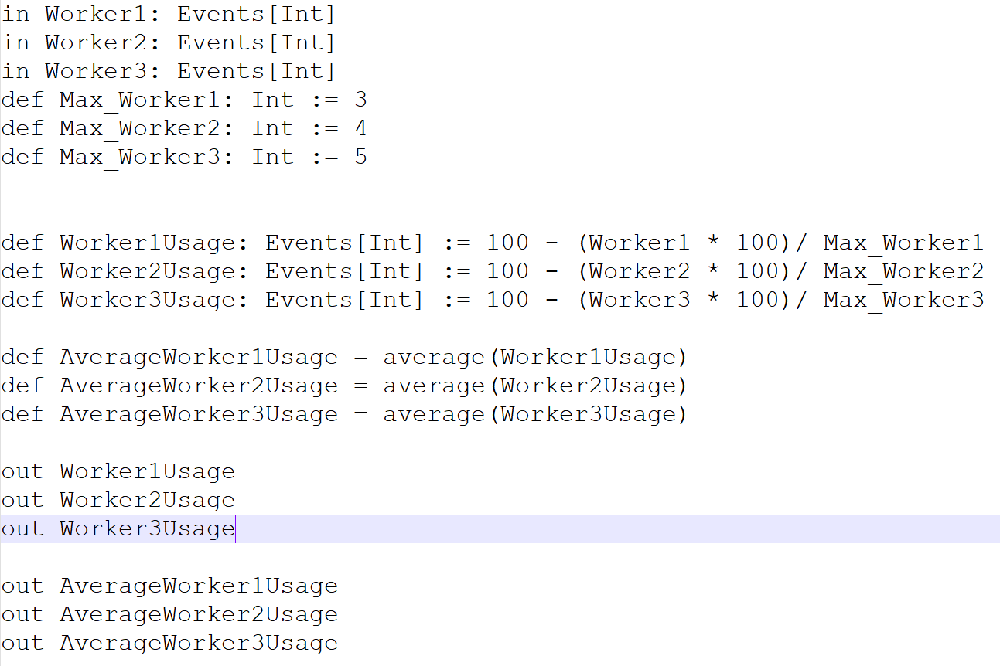 in Worker1: Events[Int]
in Worker2: Events[Int]
in Worker3: Events[Int]
def Max_Worker1: Int := 3
def Max_Worker2: Int := 4
def Max_Worker3: Int := 5
def Worker1Usage: Events[Int] := 100 - (Worker1 * 100)/ Max_Worker1
def Worker2Usage: Events[Int] := 100 - (Worker2 * 100)/ Max_Worker2
def Worker3Usage: Events[Int] := 100 - (Worker3 * 100)/ Max_Worker3
def AverageWorker1Usage = average(Worker1Usage)
def AverageWorker2Usage = average(Worker2Usage)
def AverageWorker3Usage = average(Worker3Usage)
out Worker1Usage
out Worker2Usage
out Worker3Usage
out AverageWorker1Usage
out AverageWorker2Usage
out AverageWorker3Usage